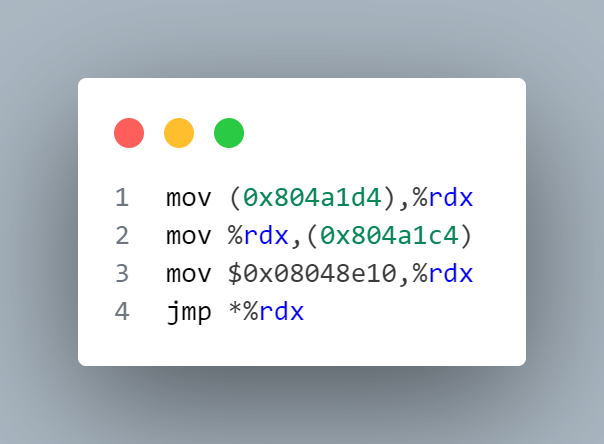 1 mov (0x804a1d4),%rdx
2 mov %rdx,(0x804a1c4)
3 mov $0x08048e10,%rdx
4 jmp *%rdx